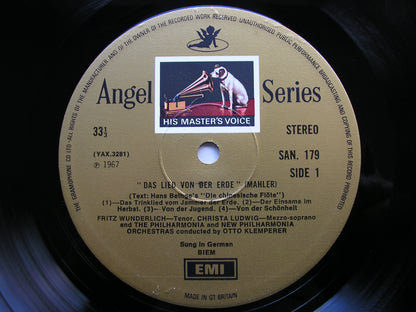 ALL RIGHTS OF THE MANUFACTURER AND OF THE OWNER OF THE RECORDED WORK RESERVED UNAUTHORISED PUBLIC PERFORMANCE BROADCASTING AND COPYING OF THIS RECORD PROHIBITED
THE GRAMOPHONE CO LTD
Angel Series
HIS MASTER'S VOICE
33⅓
STEREO
(YAX.3281)
SAN. 179
℗ 1967
SIDE 1
"DAS LIED VON DER ERDE" (MAHLER)
(Text: Hans Bethge's "Die chinesische Flöte")
(1)—Das Trinklied vom Jammer der Erde. (2)—Der Einsame im
Herbst. (3)—Von der Jugend. (4)—Von der Schönheit
FRITZ WUNDERLICH—Tenor. CHRISTA LUDWIG—Mezzo-soprano
and THE PHILHARMONIA and NEW PHILHARMONIA
ORCHESTRAS conducted by OTTO KLEMPERER
Sung in German
BIEM
EMI
MADE IN GT BRITAIN